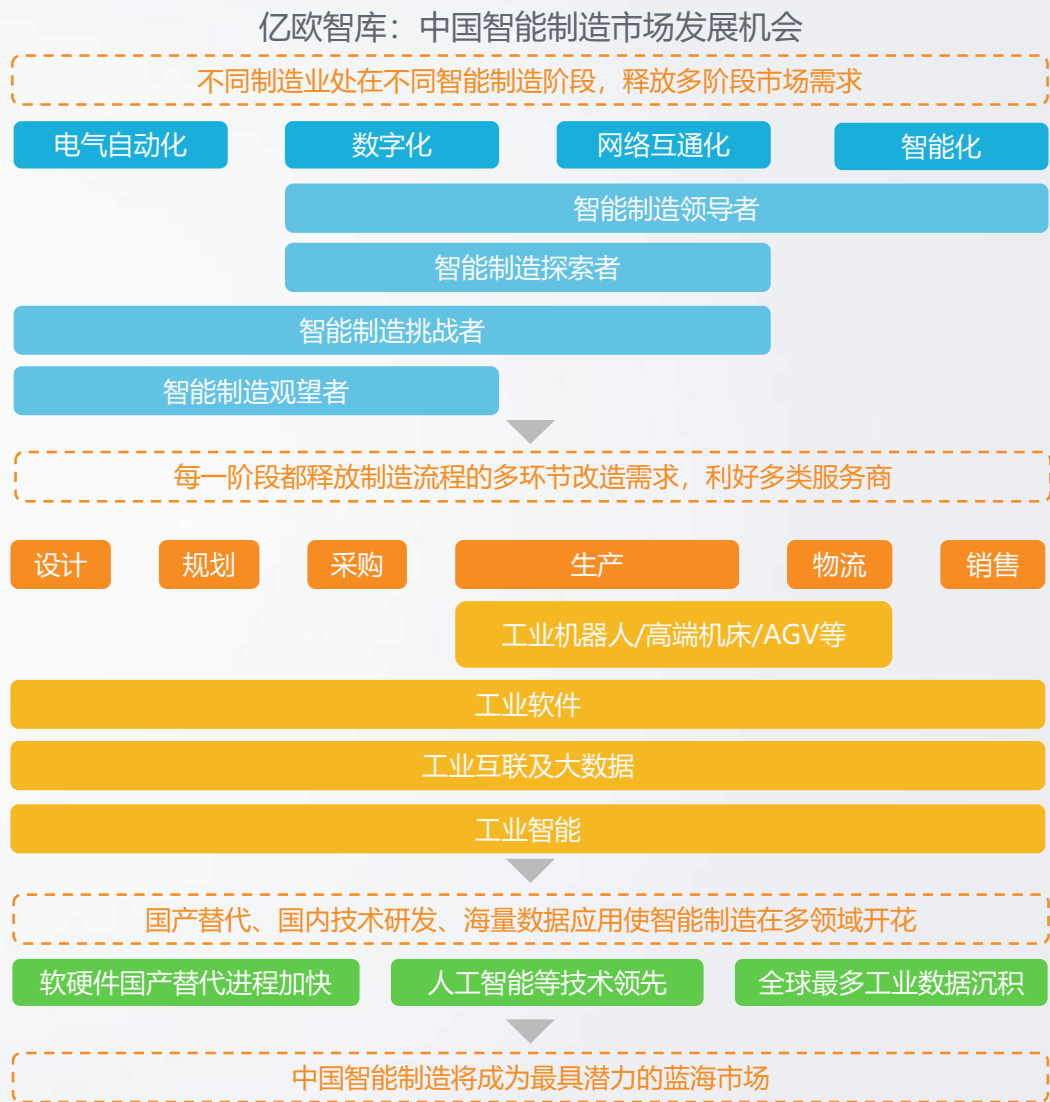 亿欧智库：中国智能制造市场发展机会
不同制造业处在不同智能制造阶段，释放多阶段市场需求
电气自动化
数字化
网络互通化
智能化
智能制造领导者
智能制造探索者
智能制造挑战者
智能制造观望者
每一阶段都释放制造流程的多环节改造需求，利好多类服务商
设计
规划
采购
生产
物流
销售
工业机器人/高端机床/AGV等
工业软件
工业互联及大数据
工业智能
国产替代、国内技术研发、海量数据应用使智能制造在多领域开花
软硬件国产替代进程加快
人工智能等技术领先
全球最多工业数据沉积
中国智能制造将成为最具潜力的蓝海市场